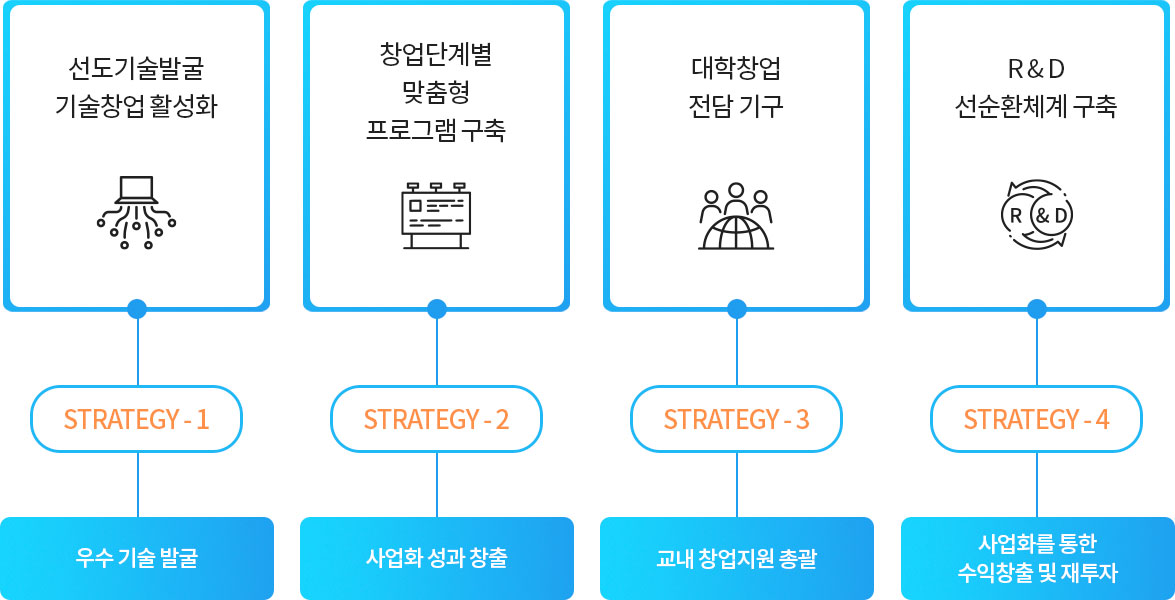 선도기술발굴
기술창업 활성화
STRATEGY - 1
우수 기술 발굴
창업단계별
맞춤형
프로그램 구축
STRATEGY - 2
사업화 성과 창출
대학창업
전담 기구
STRATEGY - 3
교내 창업지원 총괄
R & D
선순환체계 구축
R & D
STRATEGY - 4
사업화를 통한
수익창출 및 재투자